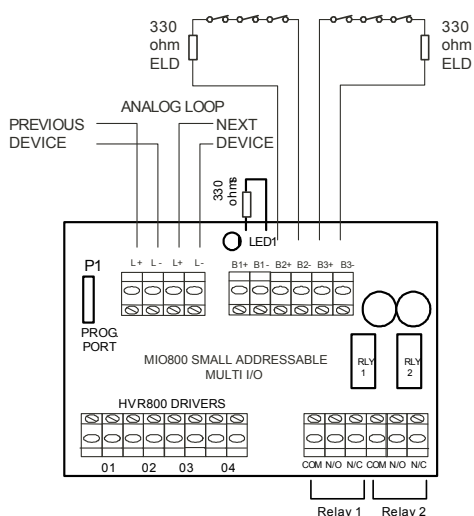 330
ohm
ELD
330
ohm
ELD
ANALOG LOOP
PREVIOUS
DEVICE
NEXT
DEVICE
330
ohms
LED1
L+ L- L+ L-
B1+ B1- B2+ B2- B3+ B3-
P1
PROG.
PORT
MIO800 SMALL ADDRESSABLE
MULTI I/O
RLY
1
RLY
2
HVR800 DRIVERS
01 02 03 04
COM N/O N/C COM N/O N/C
Relay 1 Relay 2